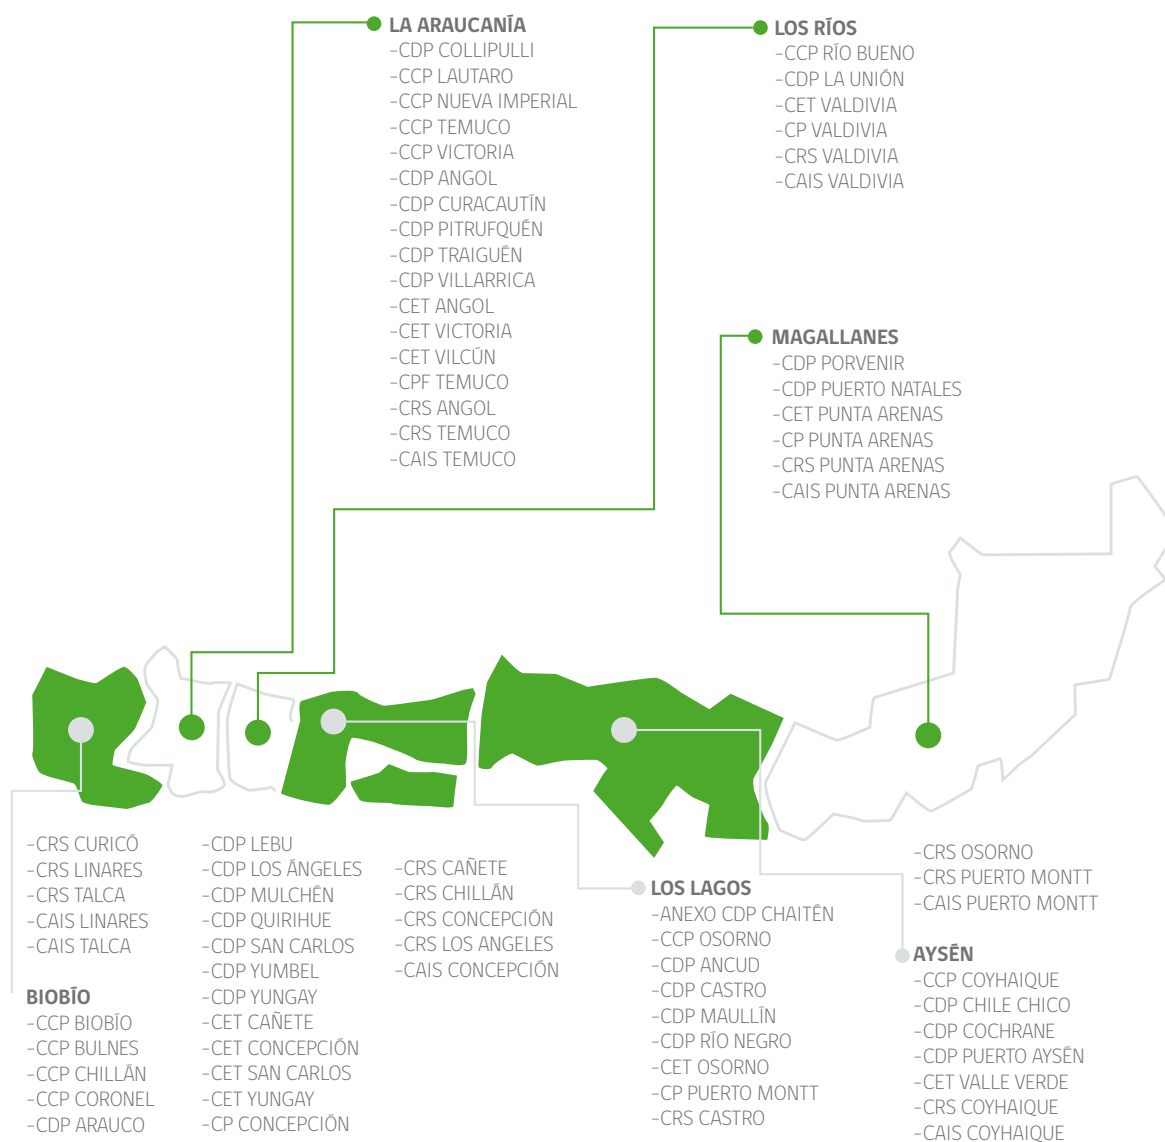 LA ARAUCANÍA
-CDP COLLIPULLI
-CCP LAUTARO
-CCP NUEVA IMPERIAL
-CCP TEMUCO
-CCP VICTORIA
-CDP ANGOL
-CDP CURACAUTÍN
-CDP PITRUFQUÉN
-CDP TRAIGUÉN
-CDP VILLARRICA
-CET ANGOL
-CET VICTORIA
-CET VILCÚN
-CPF TEMUCO
-CRS ANGOL
-CRS TEMUCO
-CAIS TEMUCO
LOS RÍOS
-CCP RÍO BUENO
-CDP LA UNIÓN
-CET VALDIVIA
-CP VALDIVIA
-CRS VALDIVIA
-CAIS VALDIVIA
MAGALLANES
-CDP PORVENIR
-CDP PUERTO NATALES
-CET PUNTA ARENAS
-CP PUNTA ARENAS
-CRS PUNTA ARENAS
-CAIS PUNTA ARENAS
-CRS CURICÓ
-CRS LINARES
-CRS TALCA
-CAIS LINARES
-CAIS TALCA
BIOBÍO
-CCP BIOBÍO
-CCP BULNES
-CCP CHILLÁN
-CCP CORONEL
-CDP ARAUCO
-CDP LEBU
-CDP LOS ÁNGELES
-CDP MULCHÉN
-CDP QUIRIHUE
-CDP SAN CARLOS
-CDP YUMBEL
-CDP YUNGAY
-CET CAÑETE
-CET CONCEPCIÓN
-CET SAN CARLOS
-CET YUNGAY
-CP CONCEPCIÓN
-CRS CAÑETE
-CRS CHILLÁN
-CRS CONCEPCIÓN
-CRS LOS ANGELES
-CAIS CONCEPCIÓN
LOS LAGOS
-ANEXO CDP CHAITÉN
-CCP OSORNO
-CDP ANCUD
-CDP CASTRO
-CDP MAULLÍN
-CDP RÍO NEGRO
-CET OSORNO
-CP PUERTO MONTT
-CRS CASTRO
-CRS OSORNO
-CRS PUERTO MONTT
-CAIS PUERTO MONTT
AYSÉN
-CCP COYHAIQUE
-CDP CHILE CHICO
-CDP COCHRANE
-CDP PUERTO AYSÉN
-CET VALLE VERDE
-CRS COYHAIQUE
-CAIS COYHAIQUE